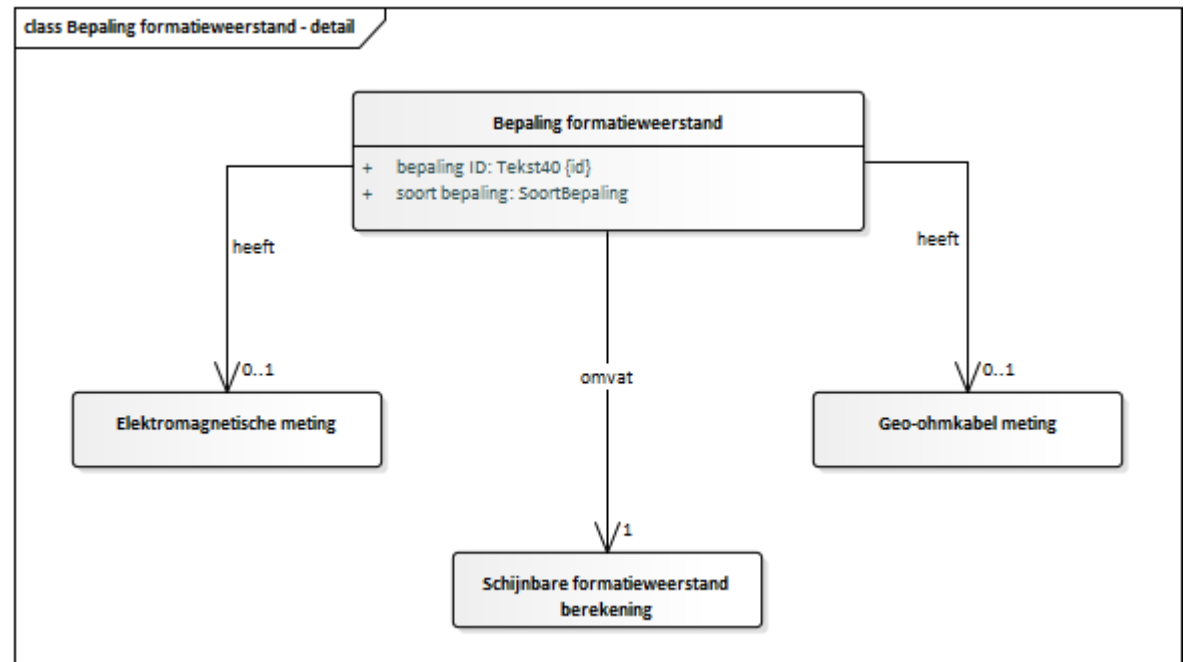 class Bepaling formatieweerstand - detail
Bepaling formatieweerstand
+ bepaling ID: Tekst40 {id}
+ soort bepaling: SoortBepaling
heeft
heeft
0..1
omvat
0..1
Elektromagnetische meting
Geo-ohmkabel meting
1
Schijnbare formatieweerstand
berekening